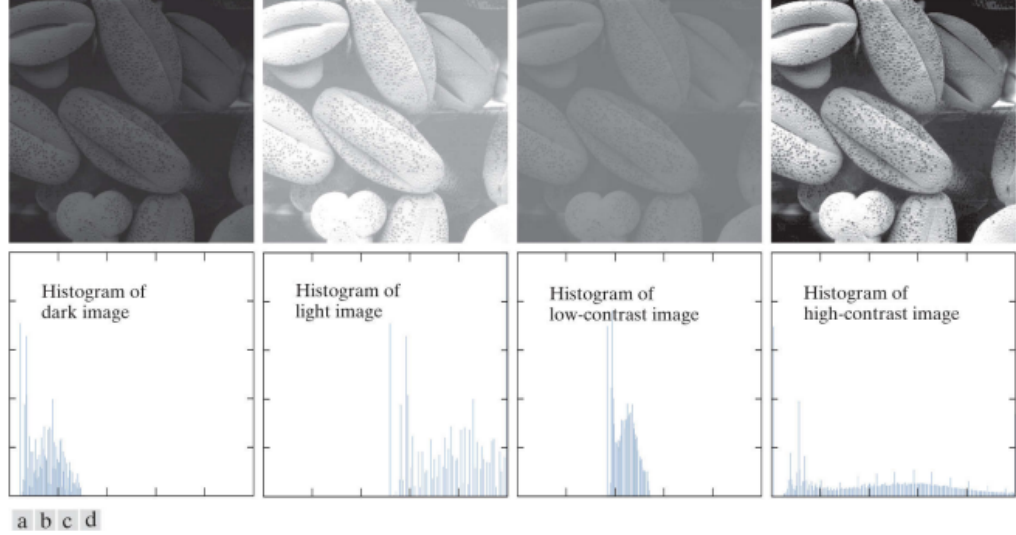 Histogram of
dark image
Histogram of
light image
Histogram of
low-contrast image
Histogram of
high-contrast image
a b c d